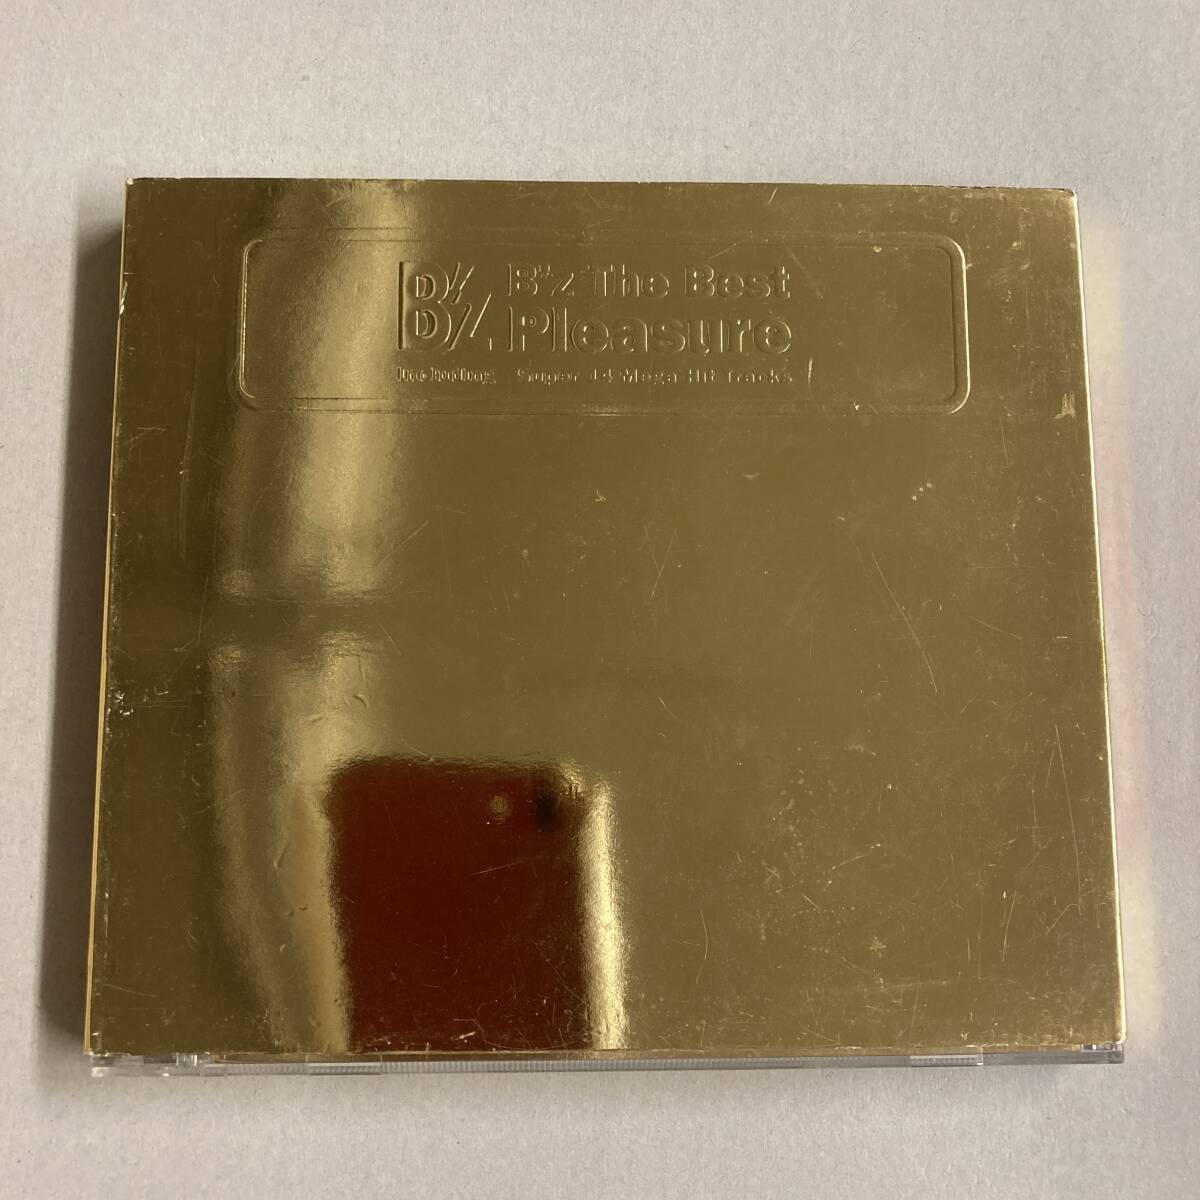 B'z
B'z The Best
Pleasure
Including Super 14 Mega Hit Tracks